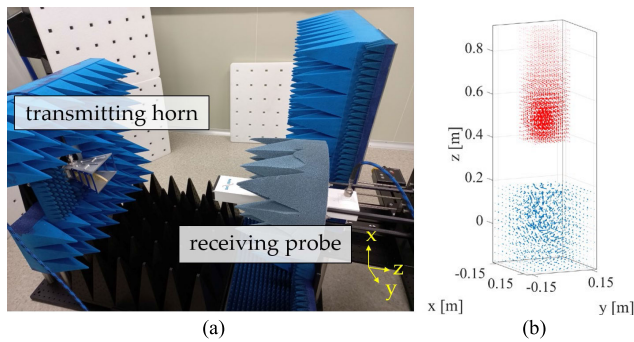 transmitting horn
receiving probe
x
z
y
(a)
0.8
0.6
0.4
0.2
0
z [m]
-0.15
0.15
-0.15
0.15
x [m]
y [m]
(b)